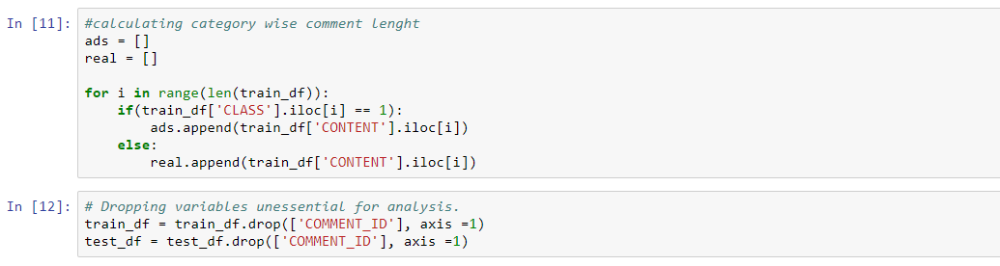 In [11]: #calculating category wise comment lenght
ads = []
real = []
for i in range(len(train_df)):
    if(train_df['CLASS'].iloc[i] == 1):
        ads.append(train_df['CONTENT'].iloc[i])
    else:
        real.append(train_df['CONTENT'].iloc[i])
In [12]: # Dropping variables unessential for analysis.
train_df = train_df.drop(['COMMENT_ID'], axis =1)
test_df = test_df.drop(['COMMENT_ID'], axis =1)